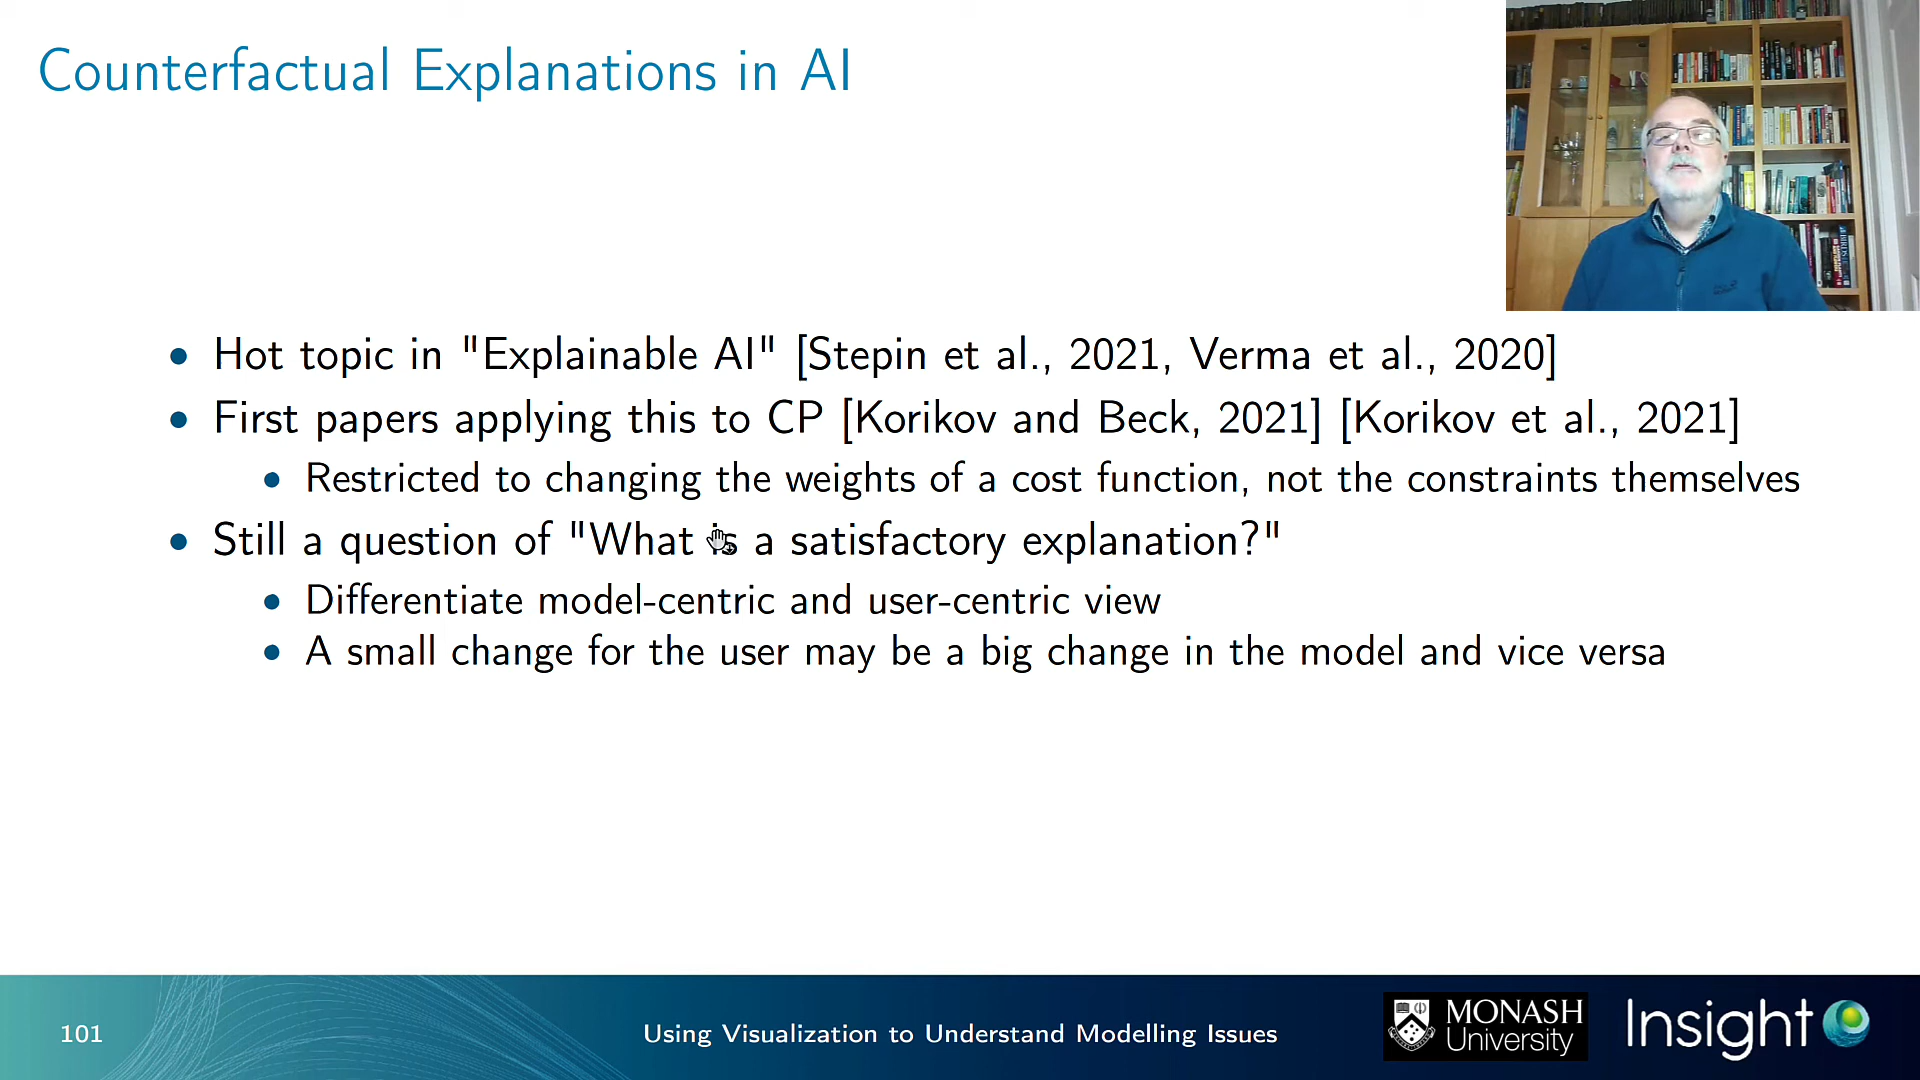 Counterfactual Explanations in AI
• Hot topic in "Explainable AI" [Stepin et al., 2021, Verma et al., 2020]
• First papers applying this to CP [Korikov and Beck, 2021] [Korikov et al., 2021]
• Restricted to changing the weights of a cost function, not the constraints themselves
• Still a question of "What is a satisfactory explanation?"
• Differentiate model-centric and user-centric view
• A small change for the user may be a big change in the model and vice versa
101
Using Visualization to Understand Modelling Issues
MONASH
University
Insight